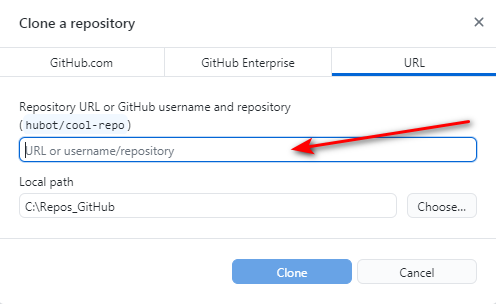 Clone a repository
GitHub.com
GitHub Enterprise
URL
Repository URL or GitHub username and repository
(hubot/cool-repo)
URL or username/repository
Local path
C:\Repos_GitHub
Choose...
Clone
Cancel